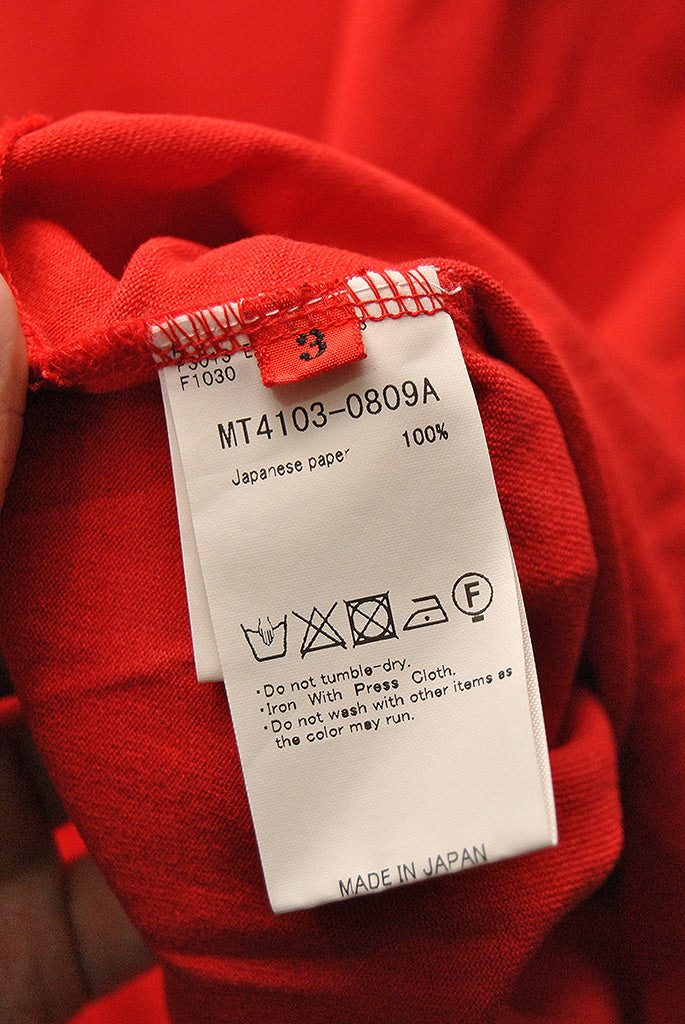 3
F1030
MT4103-0809A
Japanese paper 100%
F
·Do not tumble-dry.
·Iron With Press Cloth.
·Do not wash with other items as
the color may run.
MADE IN JAPAN